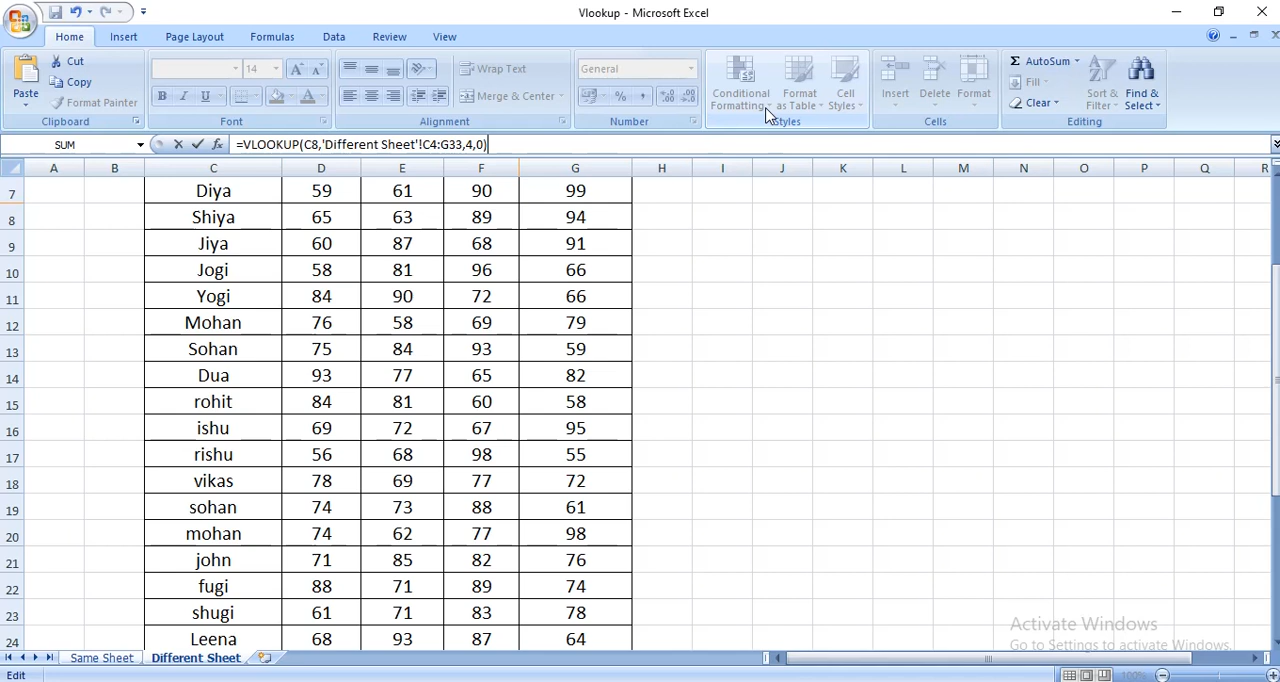 Vlookup - Microsoft Excel
Home Insert Page Layout Formulas Data Review View
Paste Cut Copy Format Painter Clipboard
14 B I U A Font
Wrap Text Merge & Center Alignment
General % Number
Conditional Formatting Format as Table Cell Styles Styles
Insert Delete Format Cells
Σ AutoSum Fill Clear Sort & Filter Find & Select Editing
SUM fx =VLOOKUP(C8,'Different Sheet'!C4:G33,4,0)
A B C D E F G H I J K L M N O P Q R
7 Diya 59 61 90 99
8 Shiya 65 63 89 94
9 Jiya 60 87 68 91
10 Jogi 58 81 96 66
11 Yogi 84 90 72 66
12 Mohan 76 58 69 79
13 Sohan 75 84 93 59
14 Dua 93 77 65 82
15 rohit 84 81 60 58
16 ishu 69 72 67 95
17 rishu 56 68 98 55
18 vikas 78 69 77 72
19 sohan 74 73 88 61
20 mohan 74 62 77 98
21 john 71 85 82 76
22 fugi 88 71 89 74
23 shugi 61 71 83 78
24 Leena 68 93 87 64
Activate Windows
Go to Settings to activate Windows.
Same Sheet Different Sheet
Edit 100%